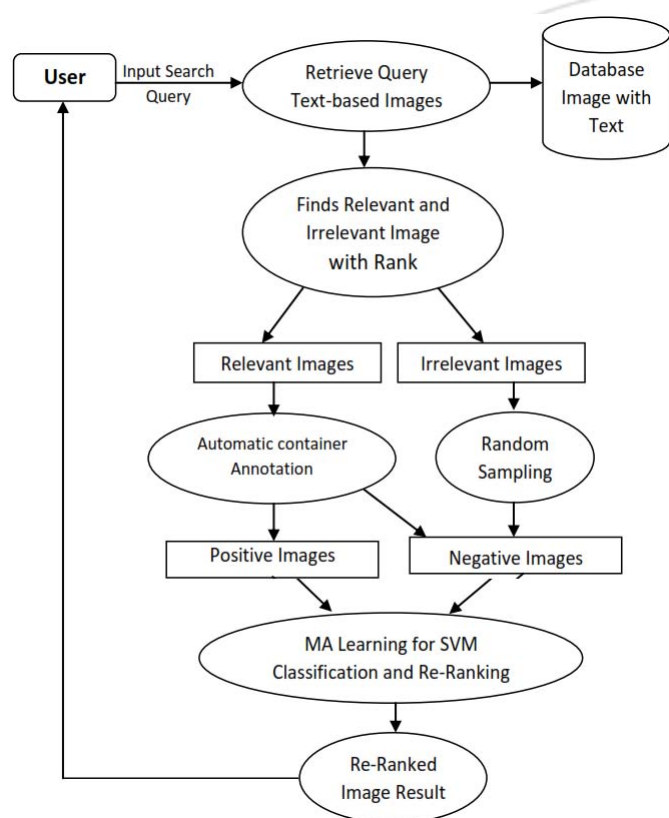 User
Input Search
Query
Retrieve Query
Text-based Images
Database
Image with
Text
Finds Relevant and
Irrelevant Image
with Rank
Relevant Images
Irrelevant Images
Automatic container
Annotation
Random
Sampling
Positive Images
Negative Images
MA Learning for SVM
Classification and Re-Ranking
Re-Ranked
Image Result